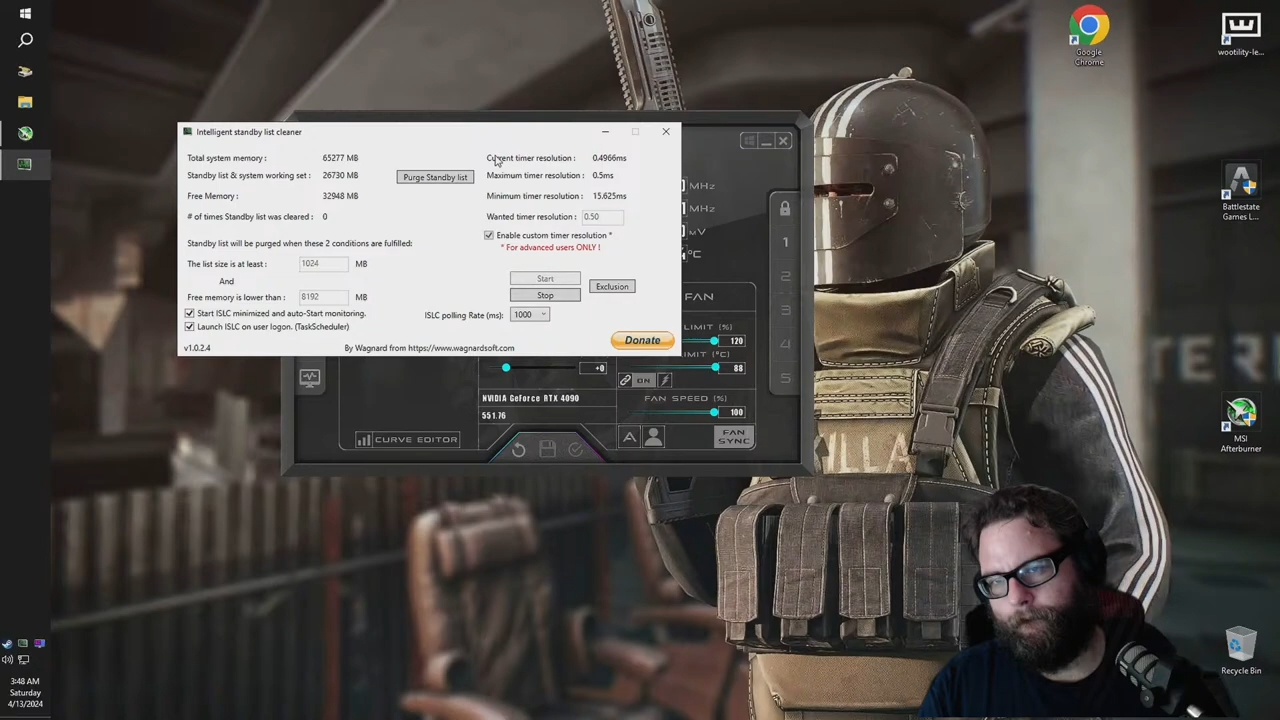 Google
Chrome
wootility-le...
Intelligent standby list cleaner
Total system memory : 65277 MB
Standby list & system working set : 26730 MB
Purge Standby list
Free Memory : 32948 MB
# of times Standby list was cleared : 0
Standby list will be purged when these 2 conditions are fulfilled:
The list size is at least : 1024 MB
And
Free memory is lower than : 8192 MB
Start ISLC minimized and auto-Start monitoring.
Launch ISLC on user logon. (TaskScheduler)
v1.0.2.4
By Wagnard from https://www.wagnardsoft.com
Current timer resolution : 0.4966ms
Maximum timer resolution : 0.5ms
Minimum timer resolution : 15.625ms
Wanted timer resolution : 0.50
Enable custom timer resolution *
* For advanced users ONLY !
Start
Stop
Exclusion
ISLC polling Rate (ms): 1000
Donate
MHz
MHz
MV
°C
1
2
3
4
5
FAN
LIMIT (%)
120
LIMIT (°C)
88
+0
ON
NVIDIA GeForce RTX 4090
551.76
FAN SPEED (%)
100
CURVE EDITOR
A
FAN
SYNC
Battlestate
Games L...
MSI
Afterburner
Recycle Bin
3:48 AM
Saturday
4/13/2024